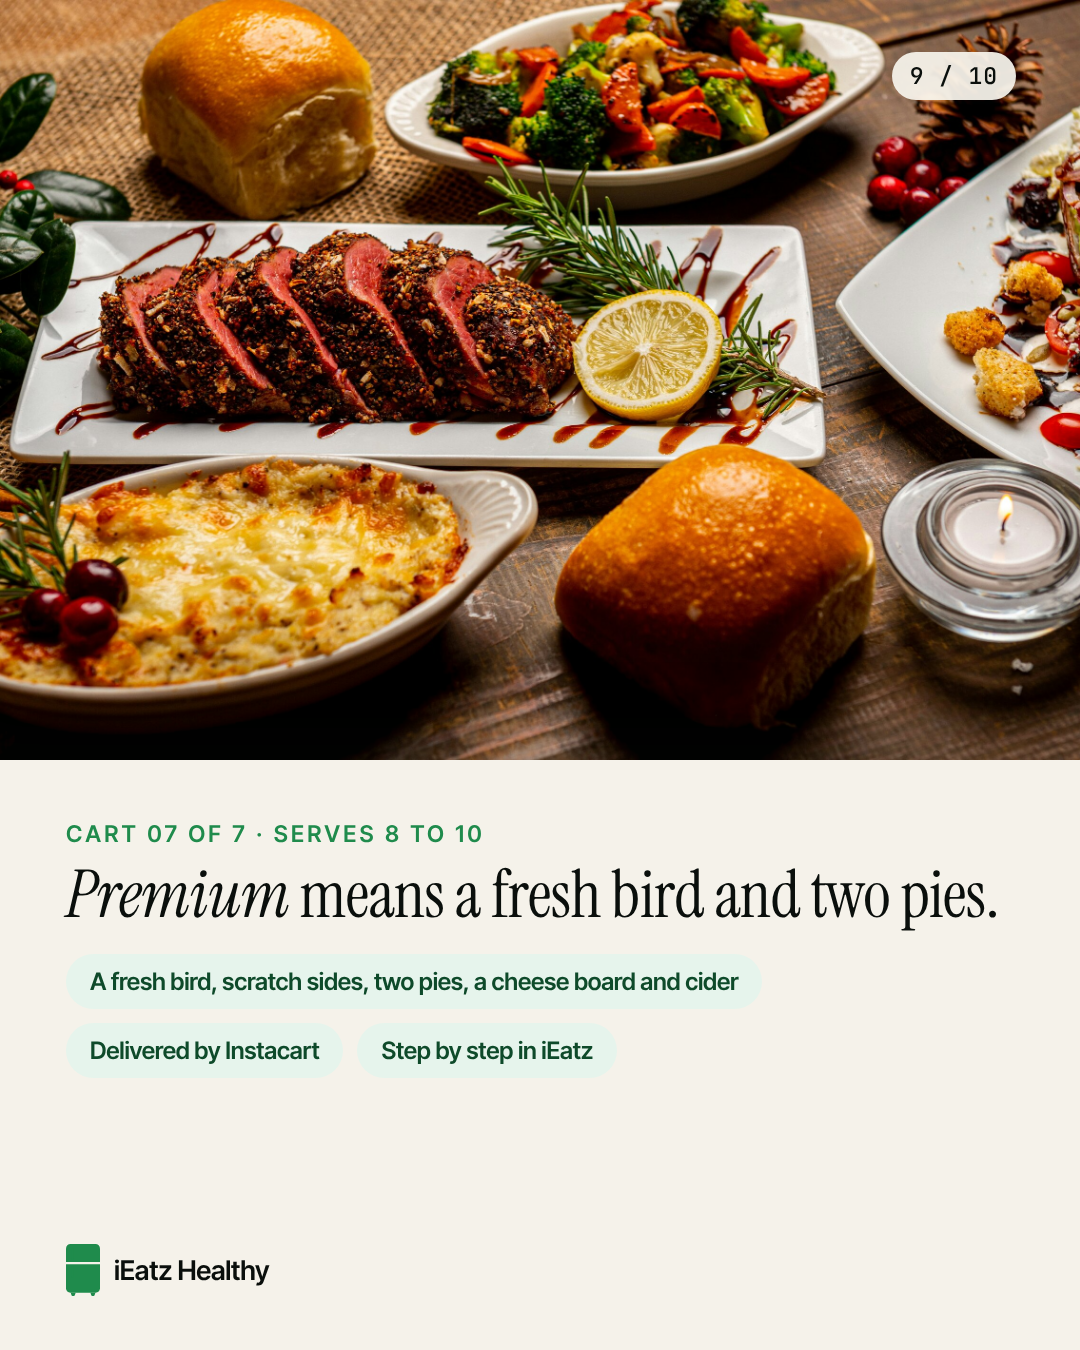 9 / 10
CART 07 OF 7 · SERVES 8 TO 10
Premium means a fresh bird and two pies.
A fresh bird, scratch sides, two pies, a cheese board and cider
Delivered by Instacart
Step by step in iEatz
iEatz Healthy